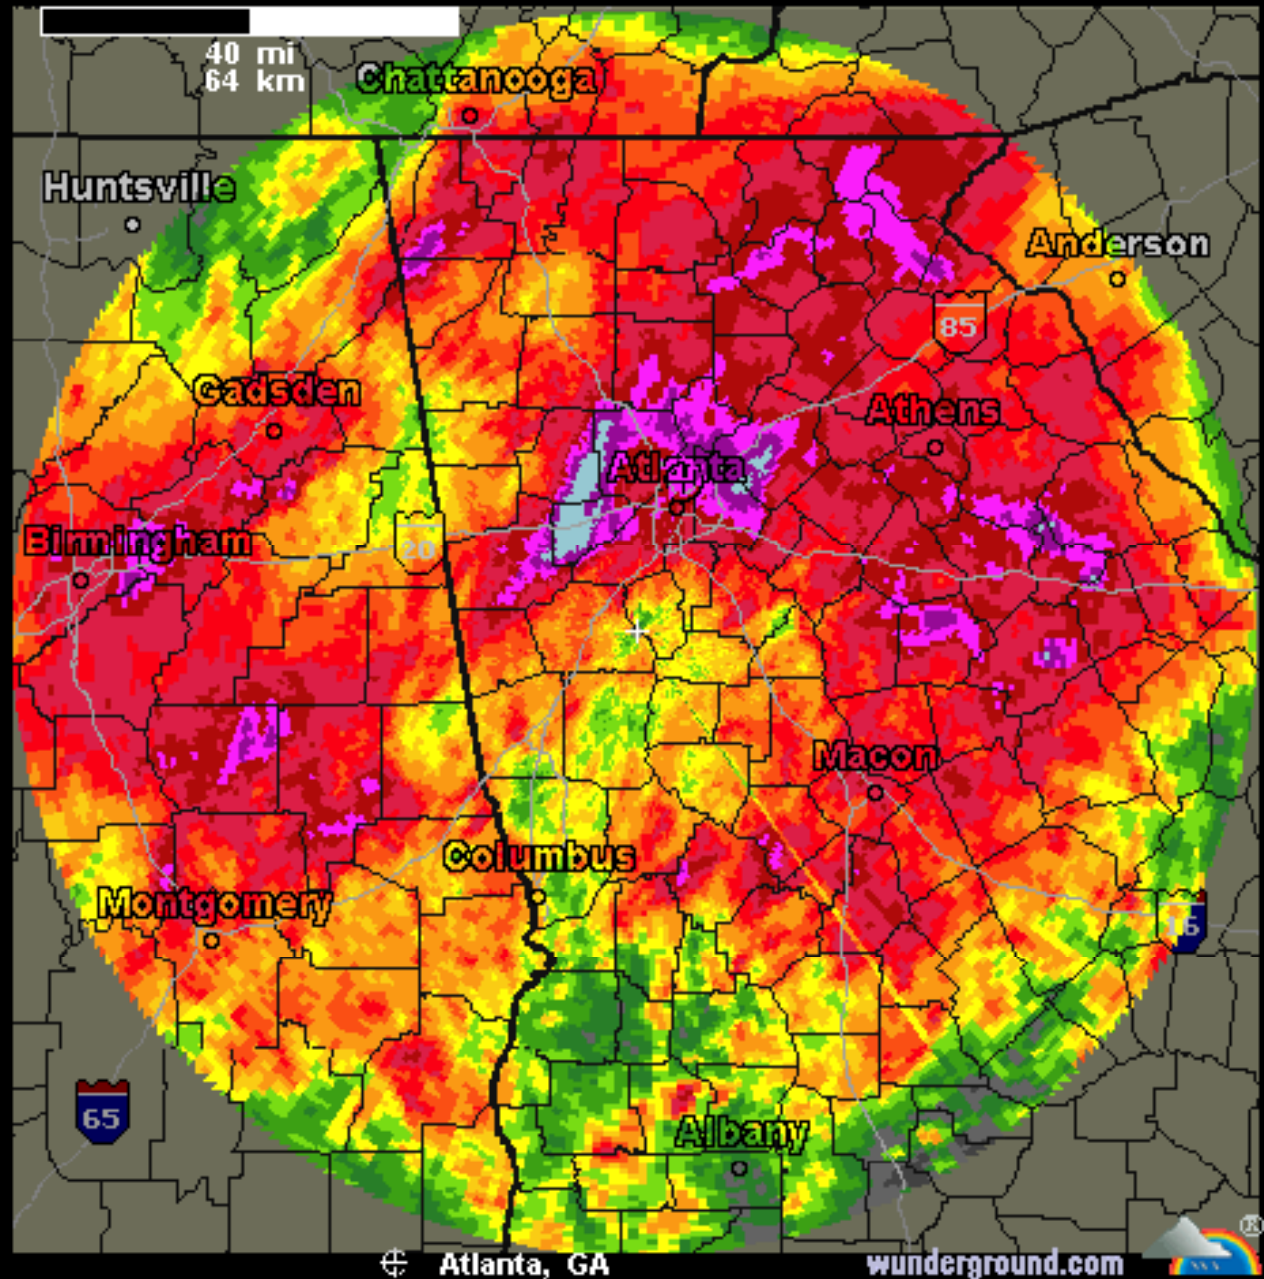 40 mi
64 km
Chattanooga
Huntsville
Anderson
85
Gadsden
Athens
Atlanta
Birmingham
20
Macon
Columbus
Montgomery
16
65
Albany
Atlanta, GA
wunderground.com
®